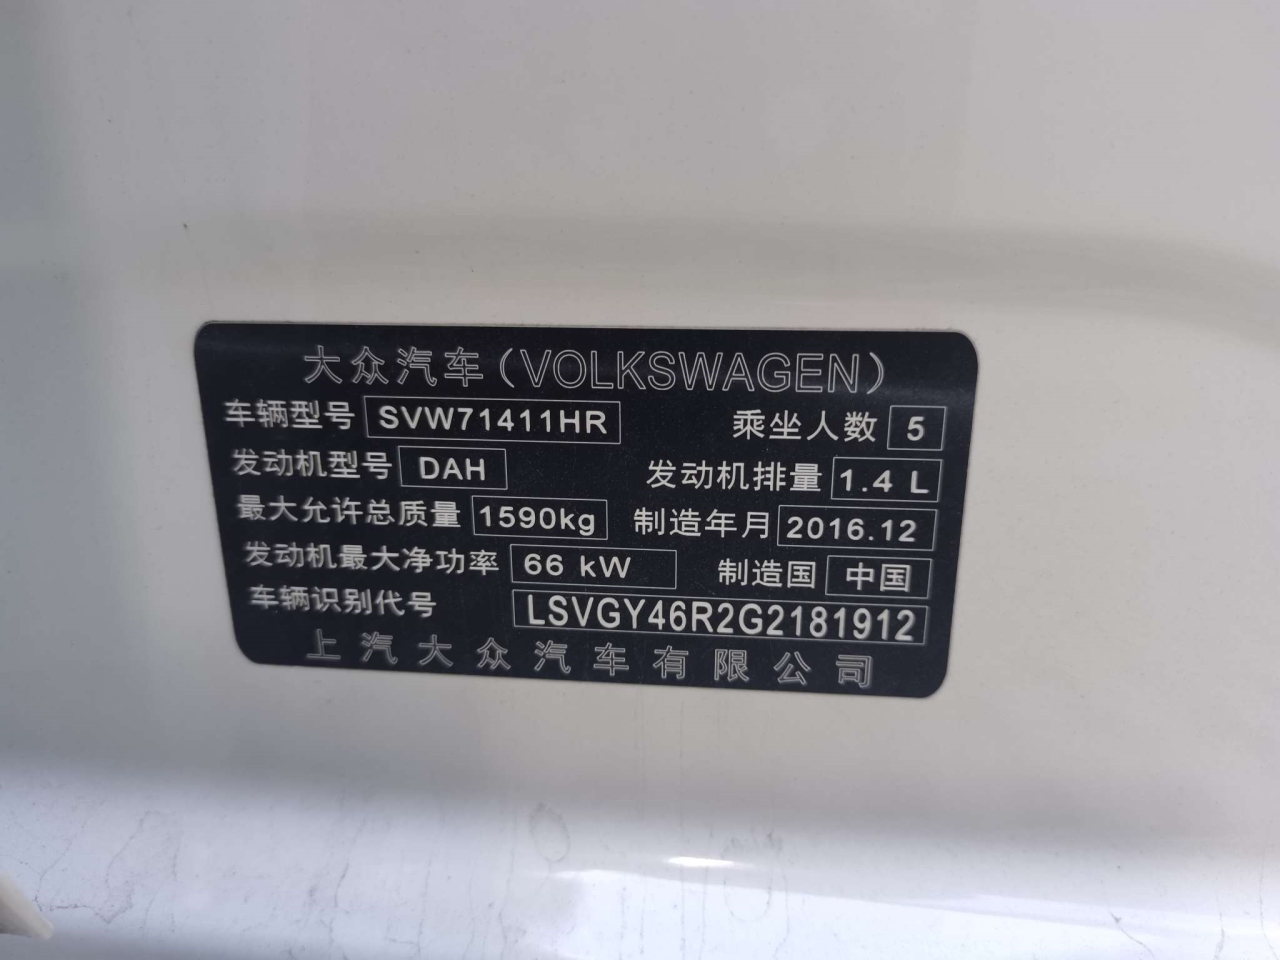 大众汽车(VOLKSWAGEN)
车辆型号 SVW71411HR 乘坐人数 5
发动机型号 DAH 发动机排量 1.4 L
最大允许总质量 1590kg 制造年月 2016.12
发动机最大净功率 66 kW 制造国 中国
车辆识别代号 LSVGY46R2G2181912
上汽大众汽车有限公司